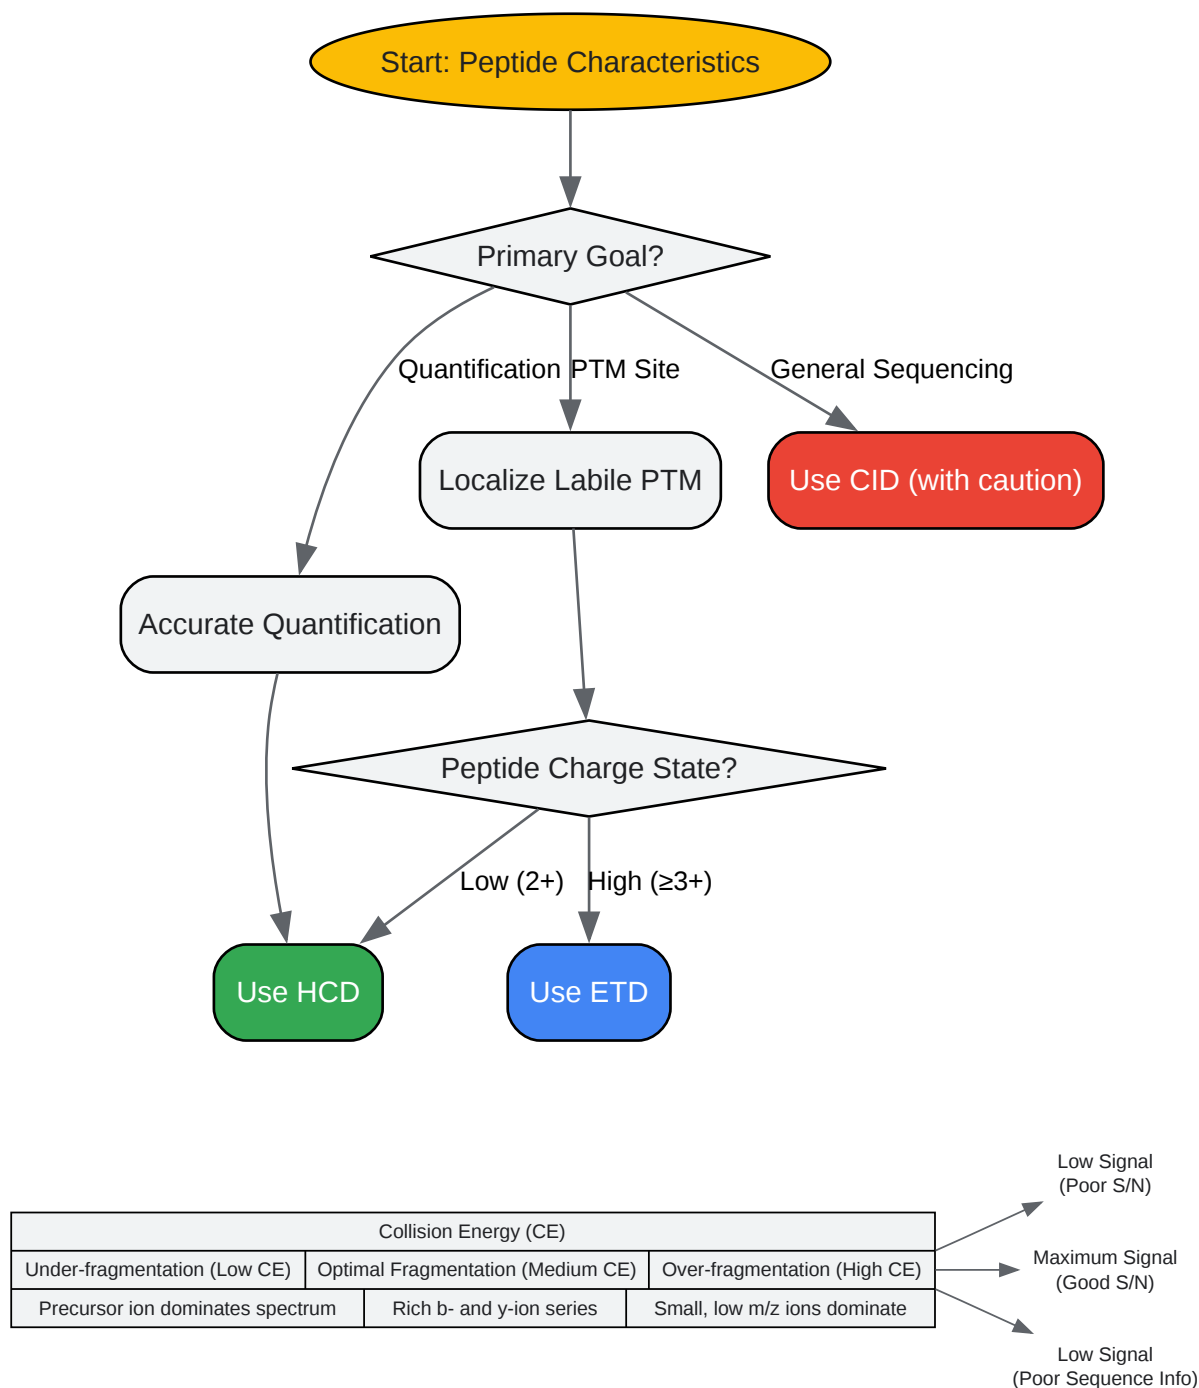 Start: Peptide Characteristics
Primary Goal?
Quantification
PTM Site
General Sequencing
Localize Labile PTM
Use CID (with caution)
Accurate Quantification
Peptide Charge State?
Low (2+)
High (≥3+)
Use HCD
Use ETD
Low Signal
(Poor S/N)
Collision Energy (CE)
Under-fragmentation (Low CE)
Optimal Fragmentation (Medium CE)
Over-fragmentation (High CE)
Maximum Signal
(Good S/N)
Precursor ion dominates spectrum
Rich b- and y-ion series
Small, low m/z ions dominate
Low Signal
(Poor Sequence Info)